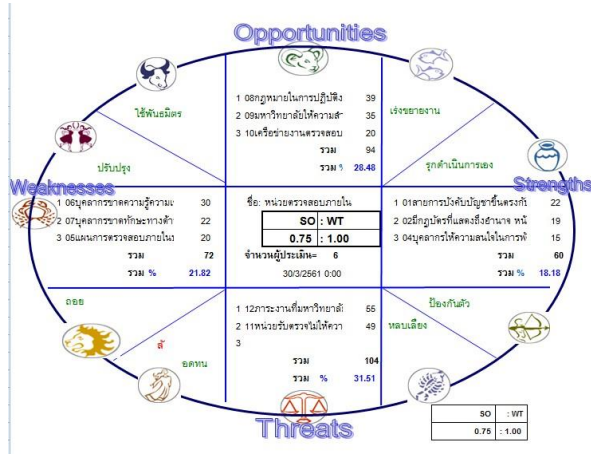 Opportunities
ใช้พันธมิตร
ปรับปรุง
1 08กฎหมายในการปฏิบัติง 39
2 09มหาวิทยาลัยให้ความสำ 35
3 10เครือข่ายงานตรวจสอบ 20
รวม 94
รวม % 28.48
เร่งขยายงาน
รุกดำเนินการเอง
Weaknesses
1 06บุคลากรขาดความรู้ความเ 30
2 07บุคลากรขาดทักษะทางด้า 22
3 05แผนการตรวจสอบภายใน 20
รวม 72
รวม % 21.82
ชื่อ: หน่วยตรวจสอบภายใน
SO : WT
0.75 : 1.00
จำนวนผู้ประเมิน= 6
30/3/2561 0:00
Strengths
1 01สายการบังคับบัญชาขึ้นตรงกั 22
2 02มีกฎบัตรที่แสดงถึงอำนาจ หน้ 19
3 04บุคลากรให้ความสนใจในการพั 15
รวม 60
รวม % 18.18
ถอย
สู้
อดทน
1 12ภาระงานที่มหาวิทยาลั 55
2 11หน่วยรับตรวจไม่ให้ควา 49
3
รวม 104
รวม % 31.51
ป้องกันตัว
หลบเลี่ยง
Threats
SO : WT
0.75 : 1.00